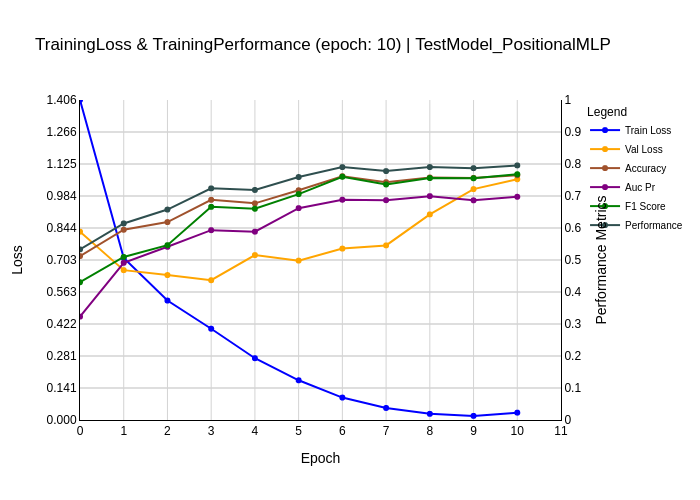 TrainingLoss & TrainingPerformance (epoch: 10) | TestModel_PositionalMLP
1.406
1.266
1.125
0.984
0.844
0.703
0.563
0.422
0.281
0.141
0.000
Loss
0 1 2 3 4 5 6 7 8 9 10 11
Epoch
1
0.9
0.8
0.7
0.6
0.5
0.4
0.3
0.2
0.1
0
Performance Metrics
Legend
Train Loss
Val Loss
Accuracy
Auc Pr
F1 Score
Performance